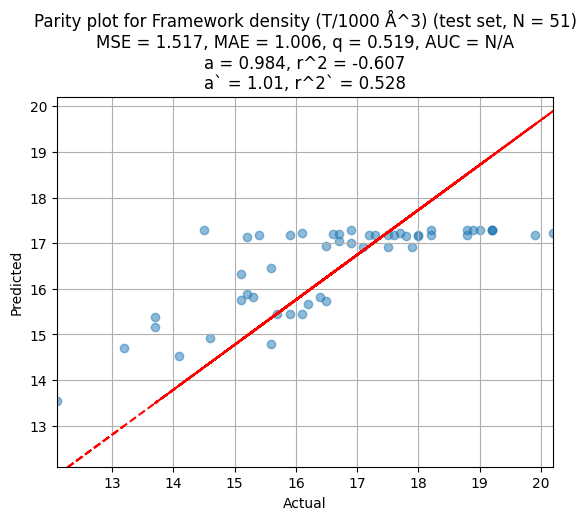 Parity plot for Framework density (T/1000 Å^3) (test set, N = 51)
MSE = 1.517, MAE = 1.006, q = 0.519, AUC = N/A
a = 0.984, r^2 = -0.607
a` = 1.01, r^2` = 0.528
20
19
18
17
16
15
14
13
Predicted
13 14 15 16 17 18 19 20
Actual